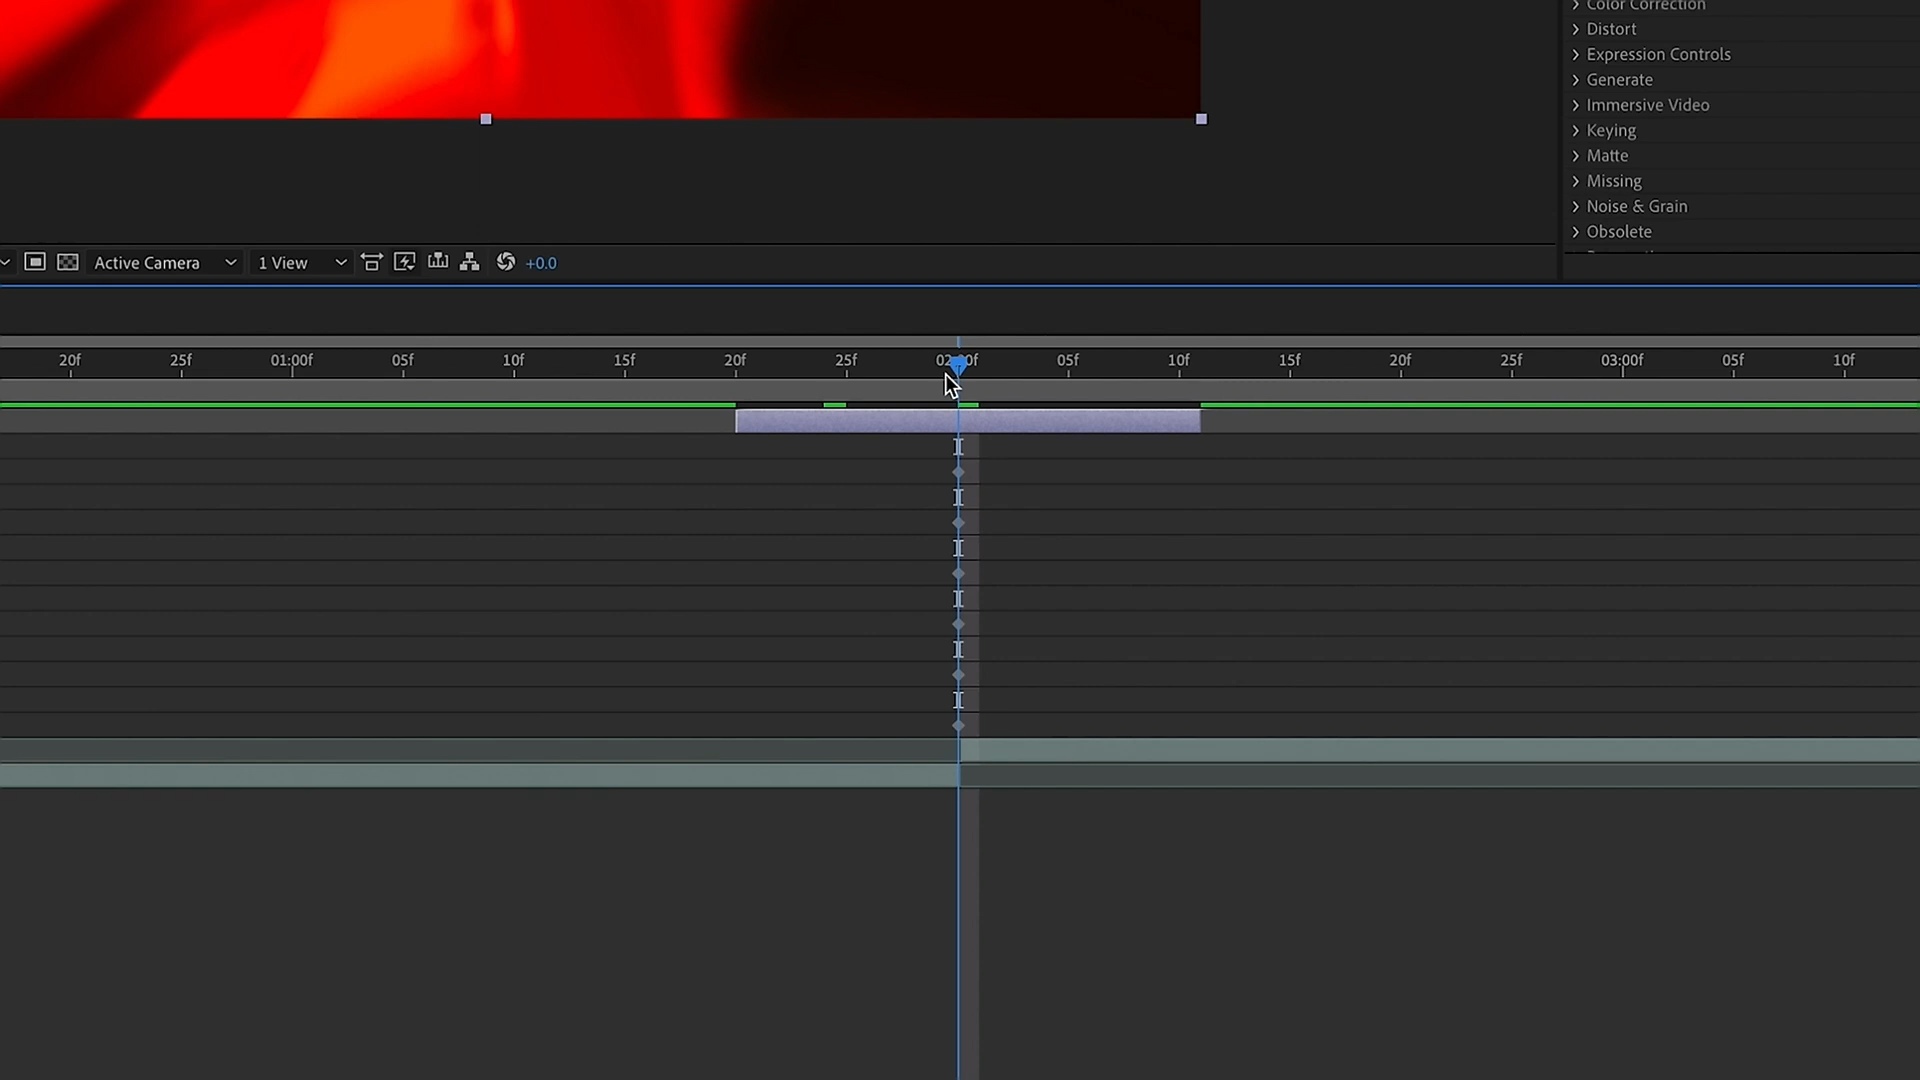 Color Correction
Distort
Expression Controls
Generate
Immersive Video
Keying
Matte
Missing
Noise & Grain
Obsolete
Active Camera 1 View +0.0
20f 25f 01:00f 05f 10f 15f 20f 25f 02:00f 05f 10f 15f 20f 25f 03:00f 05f 10f